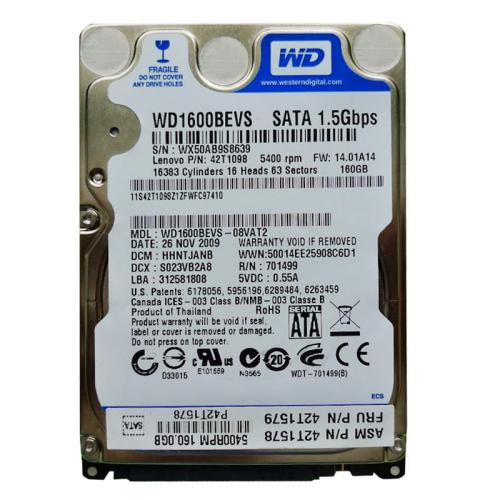 FRAGILE
DO NOT COVER
ANY DRIVE HOLES
WD
www.westerndigital.com
WD1600BEVS SATA 1.5Gbps
S/N : WX50AB9S8639
Lenovo P/N : 42T1098 5400 rpm FW: 14.01A14
16383 Cylinders 16 Heads 63 Sectors 160GB
11S42T1098Z1ZFWFC97410
MDL : WD1600BEVS-08VAT2
DATE: 26 NOV 2009 WARRANTY VOID IF REMOVED
DCM : HHNTJANB WWN:50014EE25908C6D1
DCX : S023VB2A8 R/N : 701499
LBA : 312581808 5VDC : 0.55A
U.S. Patents: 6178056, 5956196,6289484, 6263459
Canada ICES - 003 Class B/NMB -003 Classe B
Product of Thailand RoHS
Product warranty will be void if seal,
label or cover is removed or damaged.
Do not press on top of cover.
SERIAL
ATA
D33015 E101559 N3565 20 WDT -701499(B)
ECS
ASM P/N 42T1578
FRU P/N 42T1579
P42T1578
5400RPM 160.0GB
SATA